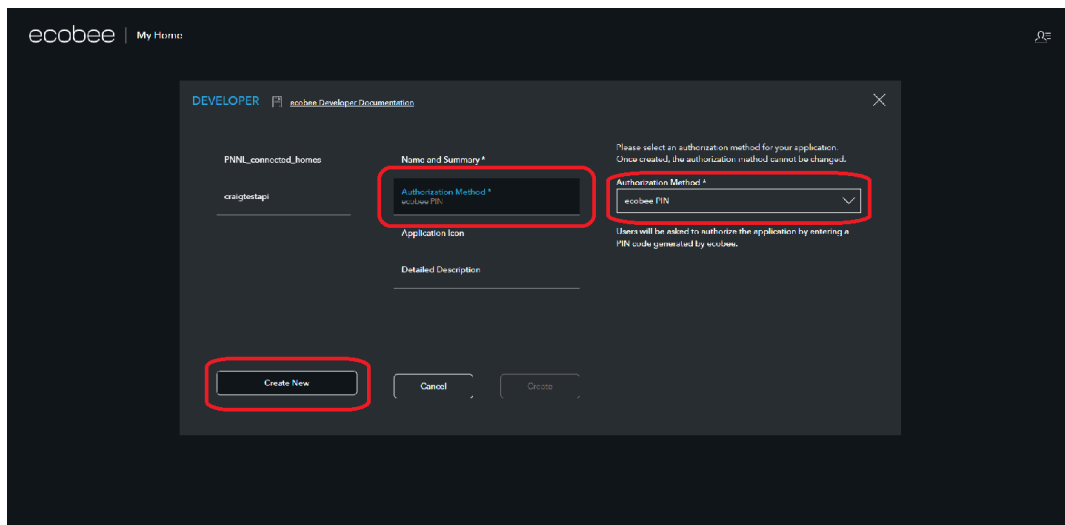 ecobee | My Home
DEVELOPER ecobee Developer Documentation
PNNL_connected_homes
craigtestapi
Create New
Name and Summary *
Authorization Method *
ecobee PIN
Application Icon
Detailed Description
Cancel
Create
Please select an authorization method for your application.
Once created, the authorization method cannot be changed.
Authorization Method *
ecobee PIN
Users will be asked to authorize the application by entering a
PIN code generated by ecobee.